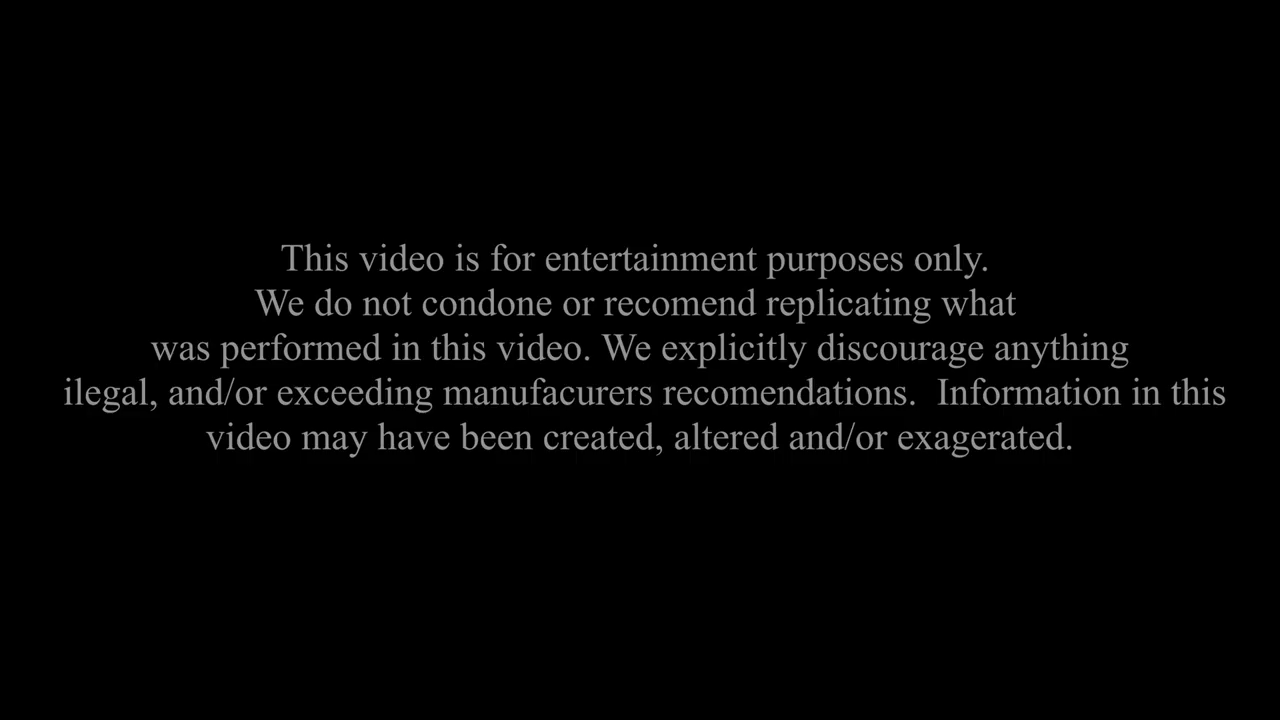 This video is for entertainment purposes only.
We do not condone or recomend replicating what
was performed in this video. We explicitly discourage anything
ilegal, and/or exceeding manufacurers recomendations.  Information in this
video may have been created, altered and/or exagerated.